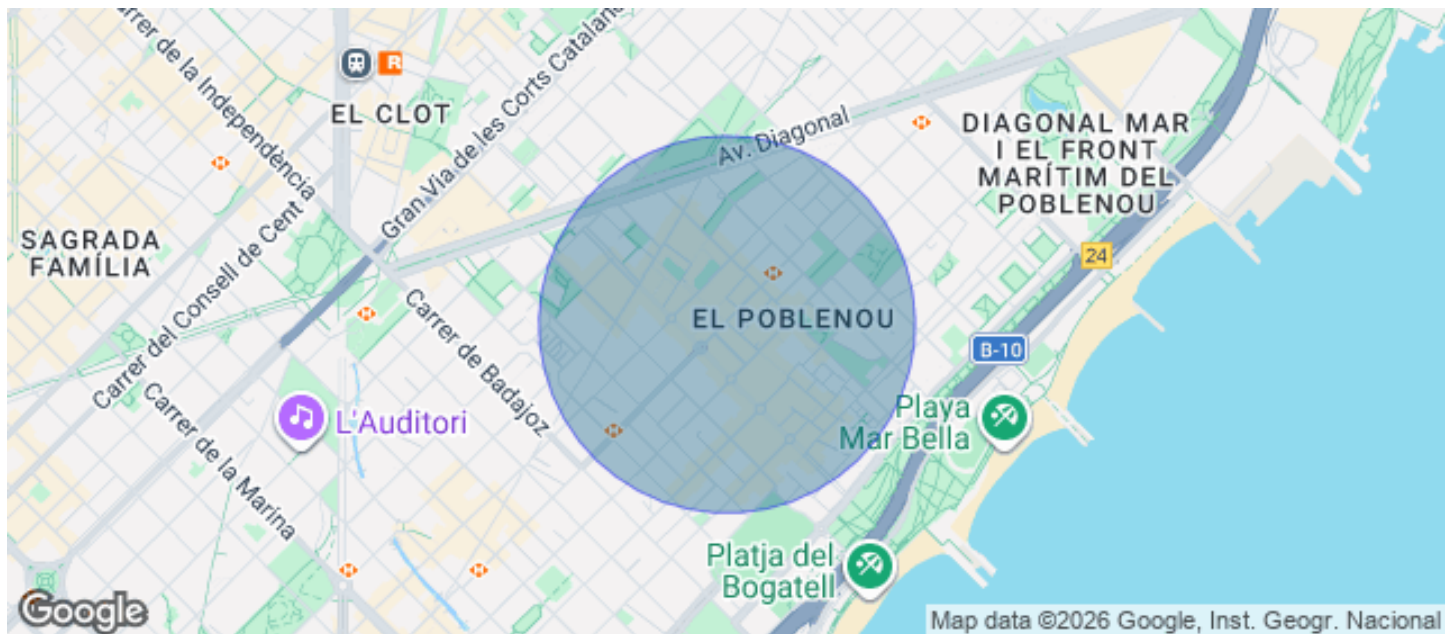 Carrer de la Independència
R
EL CLOT
Gran Via de les Corts Catalane
Av. Diagonal
DIAGONAL MAR
I EL FRONT
MARÍTIM DEL
POBLENOU
SAGRADA
FAMÍLIA
24
Carrer del Consell de Cent
EL POBLENOU
B-10
Carrer de Badajoz
Carrer de la Marina
L'Auditori
Playa
Mar Bella
Platja del
Bogatell
Google
Map data ©2026 Google, Inst. Geogr. Nacional